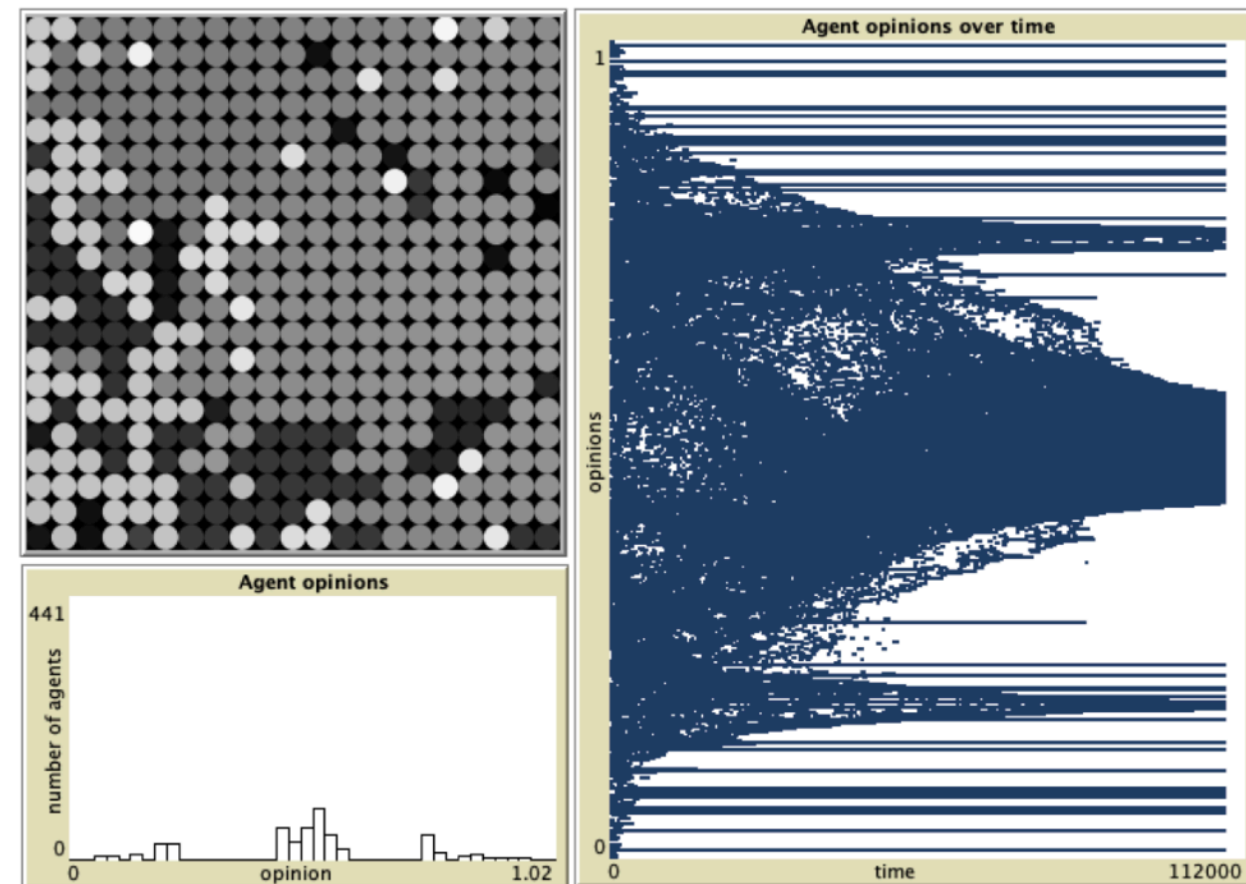 Agent opinions over time
1
opinions
0
0
time
112000
Agent opinions
441
number of agents
0
0
opinion
1.02